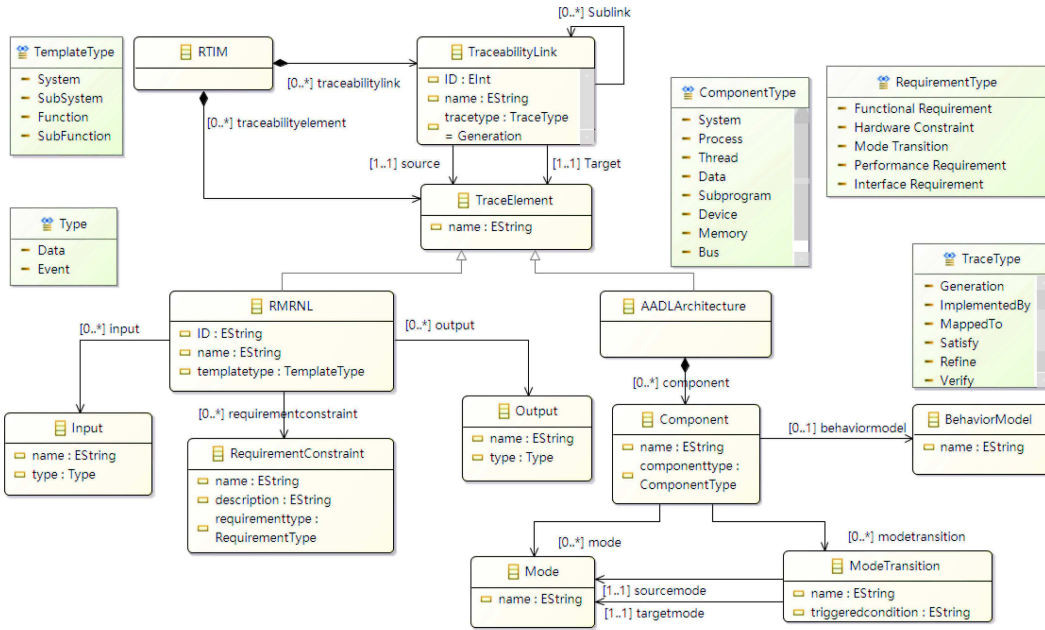 [0..*] Sublink
TemplateType
System
SubSystem
Function
SubFunction
RTIM
[0..*] traceabilitylink
[0..*] traceabilityelement
TraceabilityLink
ID : EInt
name : EString
tracetype : TraceType
= Generation
[1..1] source
[1..1] Target
ComponentType
System
Process
Thread
Data
Subprogram
Device
Memory
Bus
RequirementType
Functional Requirement
Hardware Constraint
Mode Transition
Performance Requirement
Interface Requirement
Type
Data
Event
TraceElement
name : EString
TraceType
Generation
ImplementedBy
MappedTo
Satisfy
Refine
Verify
RMRNL
ID : EString
name : EString
templatetype : TemplateType
[0..*] input
[0..*] output
[0..*] requirementconstraint
AADLArchitecture
[0..*] component
Input
name : EString
type : Type
RequirementConstraint
name : EString
description : EString
requirementtype :
RequirementType
Output
name : EString
type : Type
Component
name : EString
componenttype :
ComponentType
[0..1] behaviormodel
BehaviorModel
name : EString
[0..*] mode
[0..*] modetransition
Mode
name : EString
[1..1] sourcemode
[1..1] targetmode
ModeTransition
name : EString
triggeredcondition : EString